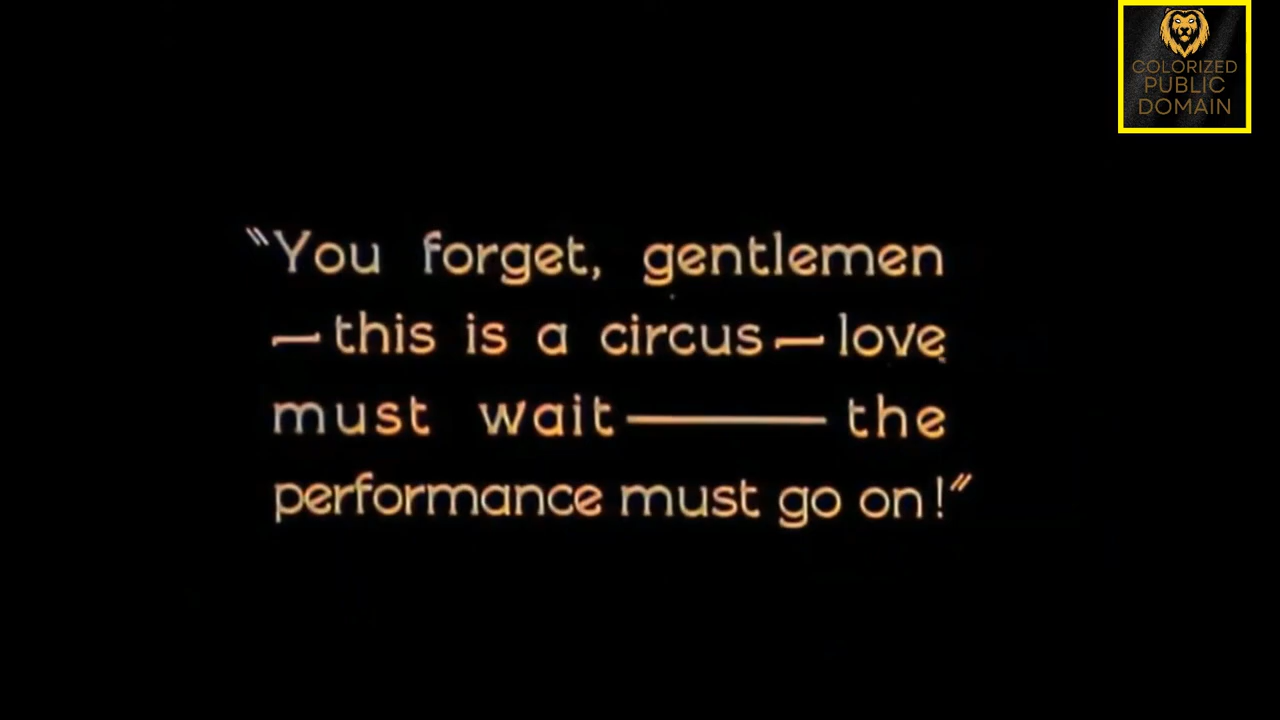 COLORIZED
PUBLIC
DOMAIN
"You forget, gentlemen
—this is a circus—love
must wait——— the
performance must go on!"